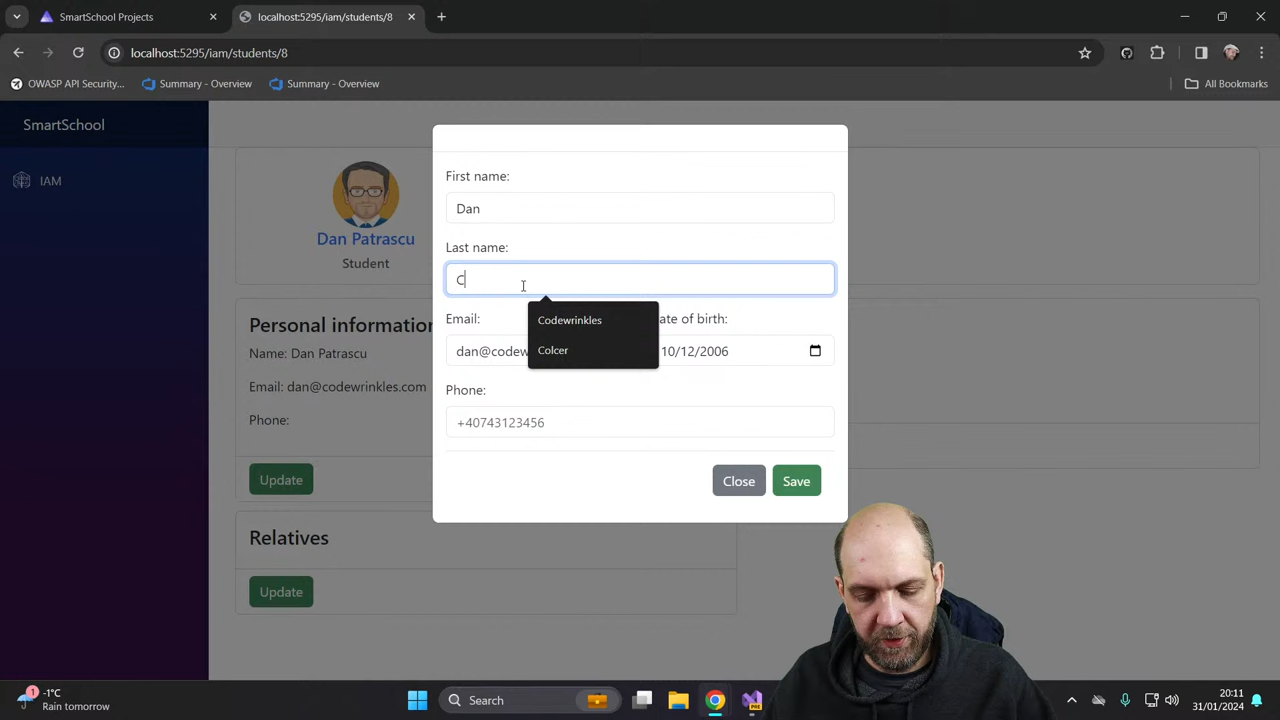 SmartSchool Projects
localhost:5295/iam/students/8
localhost:5295/iam/students/8
OWASP API Security...
Summary - Overview
Summary - Overview
All Bookmarks
SmartSchool
IAM
Dan Patrascu
Student
Personal information
Name: Dan Patrascu
Email: dan@codewrinkles.com
Phone:
Update
Relatives
Update
First name:
Dan
Last name:
C
Codewrinkles
Colcer
Email:
ate of birth:
dan@codew
10/12/2006
Phone:
+40743123456
Close
Save
1
-1°C
Rain tomorrow
Search
PRE
20:11
31/01/2024